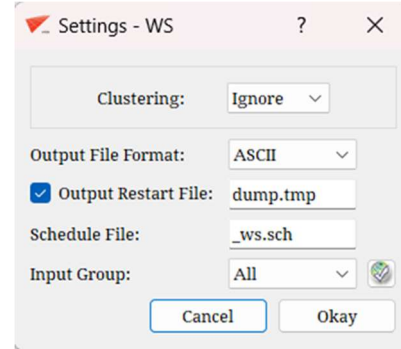 Settings - WS ?
Clustering: Ignore
Output File Format: ASCII
Output Restart File: dump.tmp
Schedule File: _ws.sch
Input Group: All
Cancel Okay